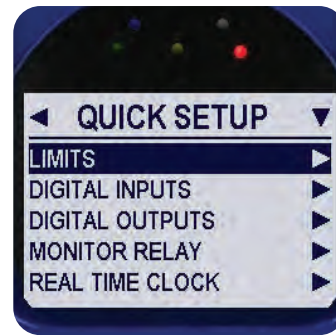 QUICK SETUP
LIMITS
DIGITAL INPUTS
DIGITAL OUTPUTS
MONITOR RELAY
REAL TIME CLOCK